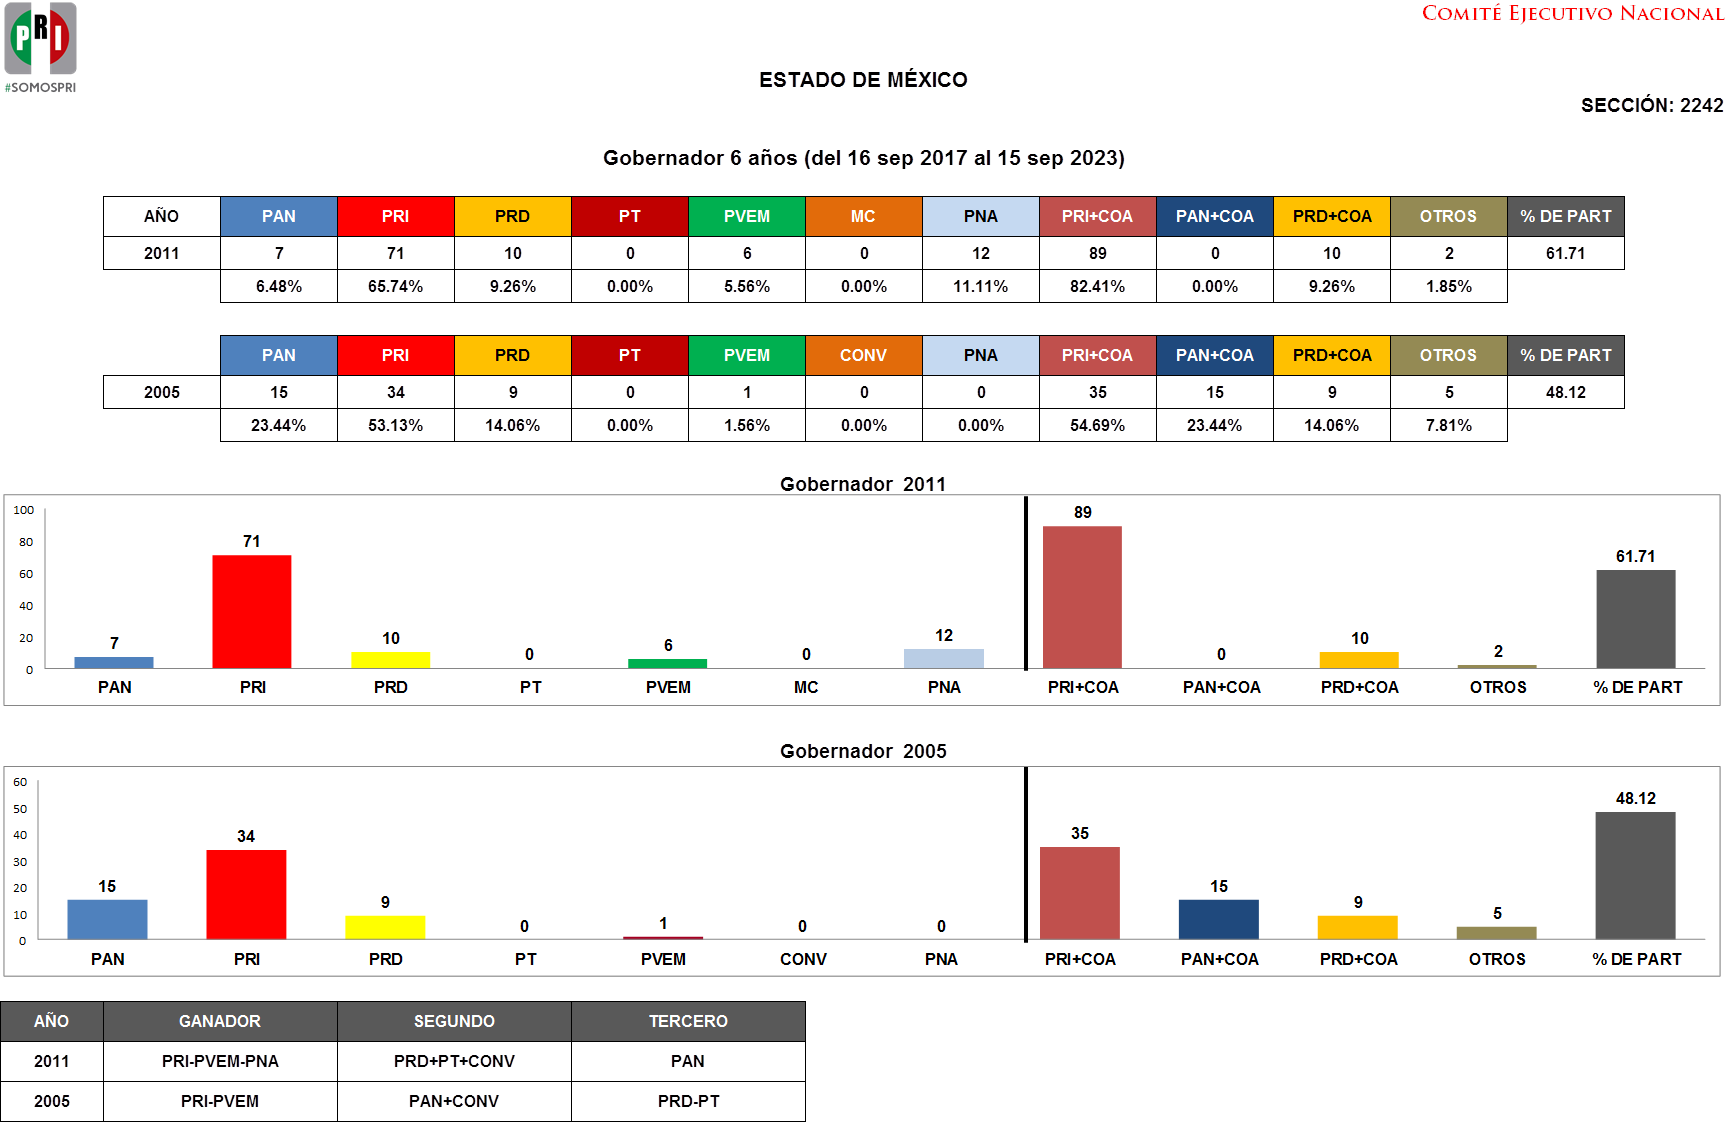 PRI
#SOMOSPRI
COMITÉ EJECUTIVO NACIONAL
ESTADO DE MÉXICO
SECCIÓN: 2242
Gobernador 6 años (del 16 sep 2017 al 15 sep 2023)
AÑO PAN PRI PRD PT PVEM MC PNA PRI+COA PAN+COA PRD+COA OTROS % DE PART
2011 7 71 10 0 6 0 12 89 0 10 2 61.71
6.48% 65.74% 9.26% 0.00% 5.56% 0.00% 11.11% 82.41% 0.00% 9.26% 1.85%
PAN PRI PRD PT PVEM CONV PNA PRI+COA PAN+COA PRD+COA OTROS % DE PART
2005 15 34 9 0 1 0 0 35 15 9 5 48.12
23.44% 53.13% 14.06% 0.00% 1.56% 0.00% 0.00% 54.69% 23.44% 14.06% 7.81%
Gobernador 2011
100
80
60
40
20
0
7 71 10 0 6 0 12 89 0 10 2 61.71
PAN PRI PRD PT PVEM MC PNA PRI+COA PAN+COA PRD+COA OTROS % DE PART
Gobernador 2005
60
50
40
30
20
10
0
15 34 9 0 1 0 0 35 15 9 5 48.12
PAN PRI PRD PT PVEM CONV PNA PRI+COA PAN+COA PRD+COA OTROS % DE PART
AÑO GANADOR SEGUNDO TERCERO
2011 PRI-PVEM-PNA PRD+PT+CONV PAN
2005 PRI-PVEM PAN+CONV PRD-PT